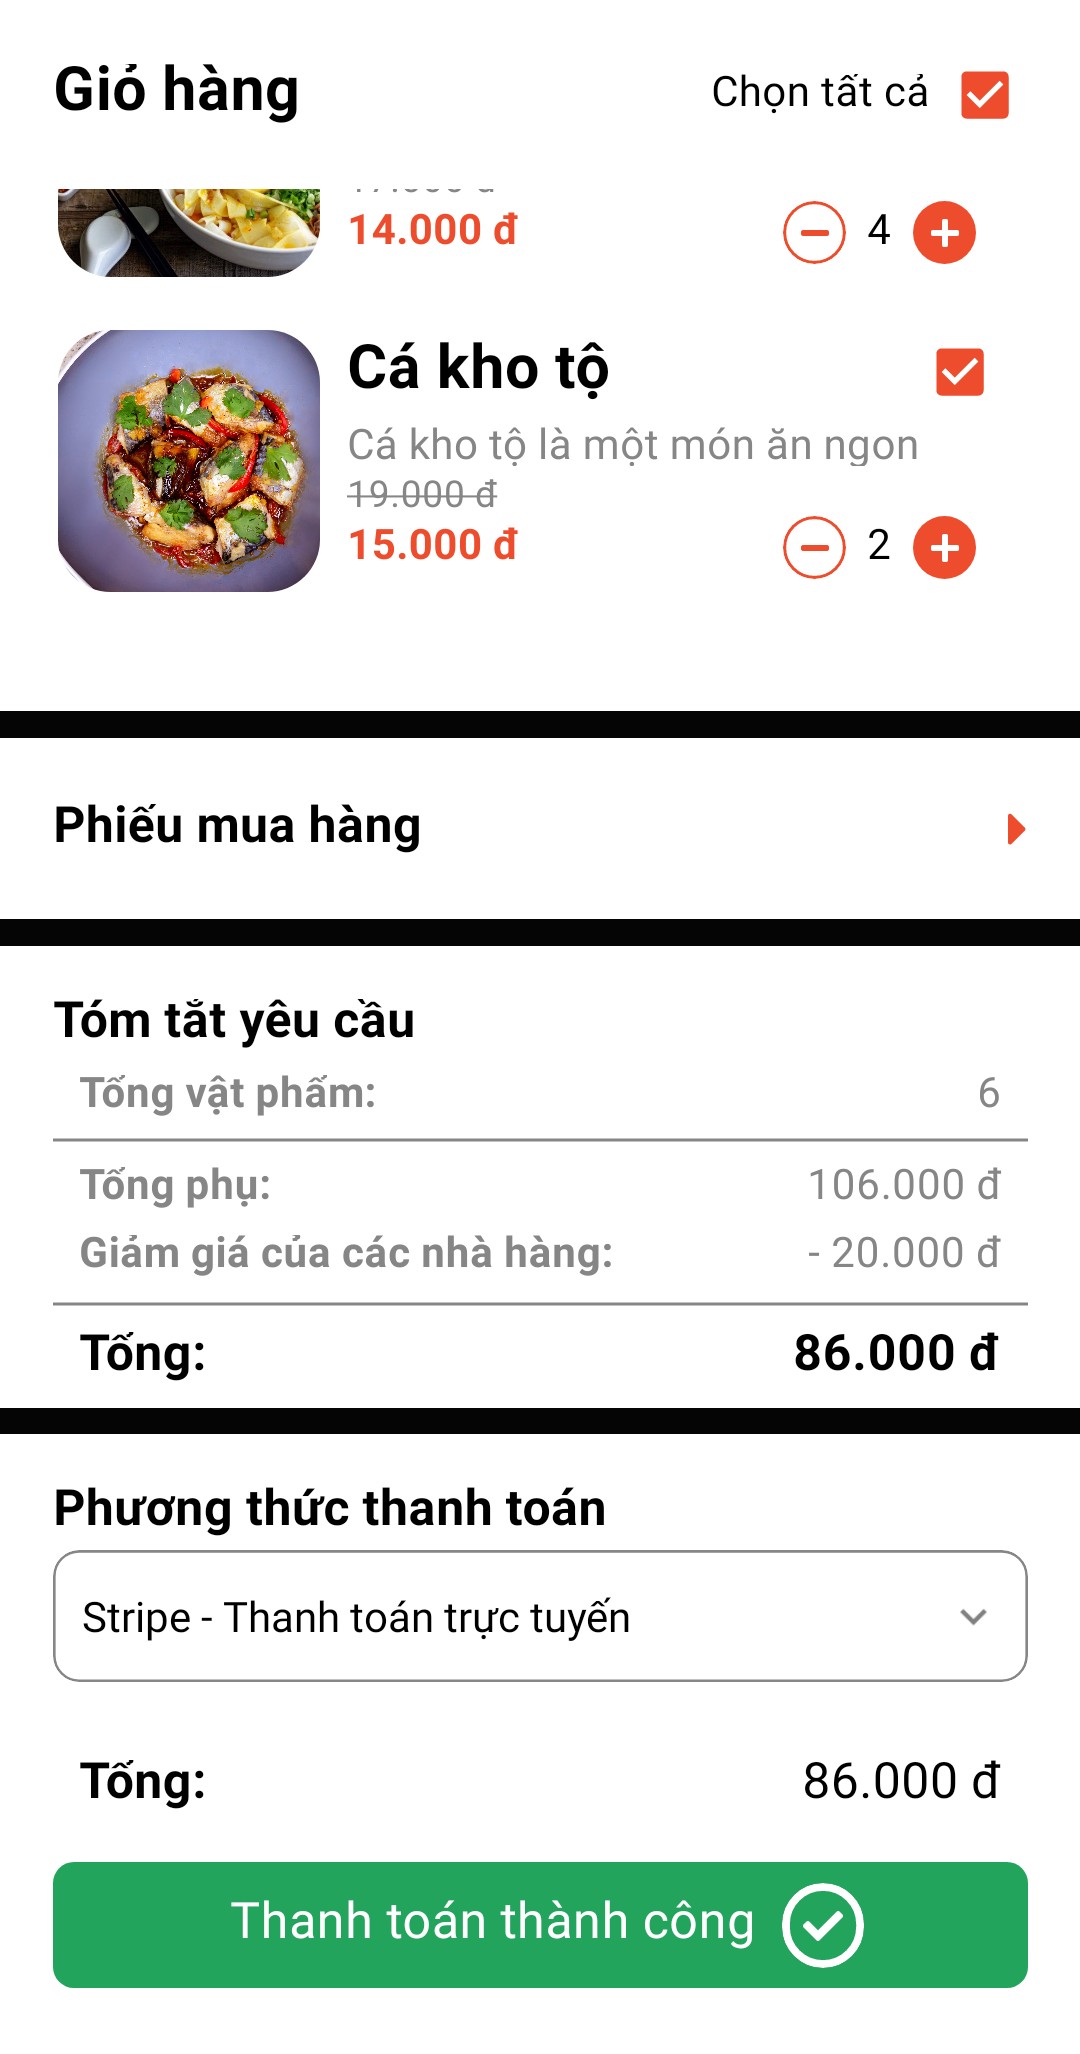 Giỏ hàng
Chọn tất cả
14.000 đ
4
Cá kho tộ
Cá kho tộ là một món ăn ngon
19.000 đ
15.000 đ
2
Phiếu mua hàng
Tóm tắt yêu cầu
Tổng vật phẩm: 6
Tổng phụ: 106.000 đ
Giảm giá của các nhà hàng: - 20.000 đ
Tổng: 86.000 đ
Phương thức thanh toán
Stripe - Thanh toán trực tuyến
Tổng: 86.000 đ
Thanh toán thành công